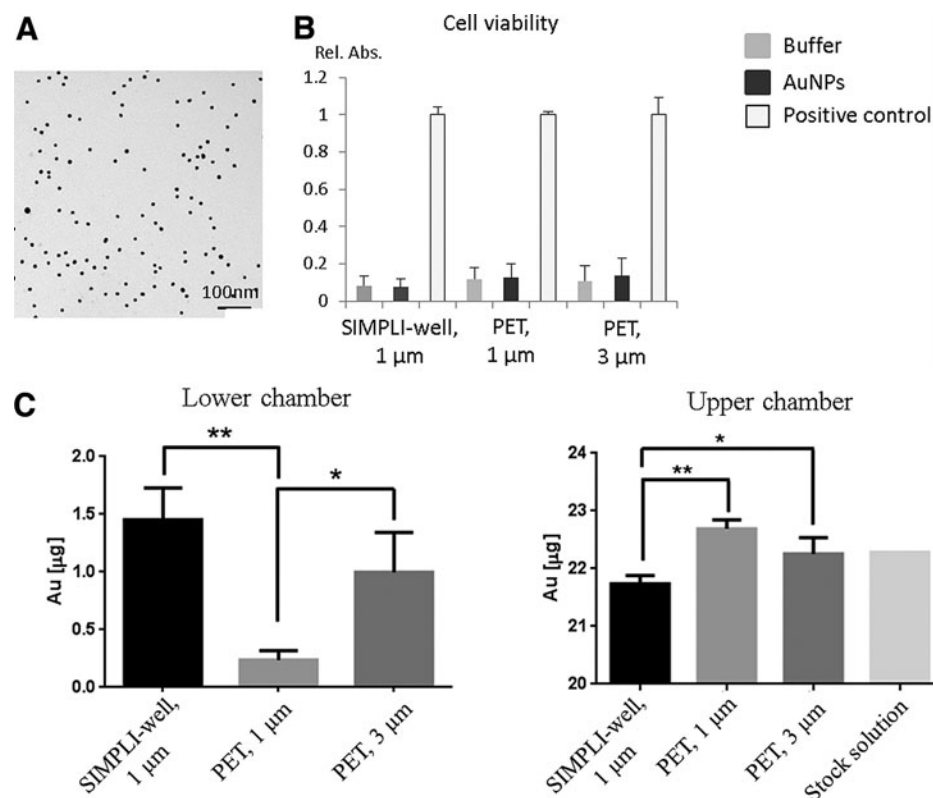 A
100nm
B
Cell viability
Rel. Abs.
1.2
1
0.8
0.6
0.4
0.2
0
SIMPLI-well,
1 µm
PET,
1 µm
PET,
3 µm
Buffer
AuNPs
Positive control
C
Lower chamber
**
*
Au [µg]
2.0
1.5
1.0
0.5
0.0
SIMPLI-well,
1 µm
PET, 1 µm
PET, 3 µm
Upper chamber
*
**
Au [µg]
24
23
22
21
20
SIMPLI-well,
1 µm
PET, 1 µm
PET, 3 µm
Stock solution